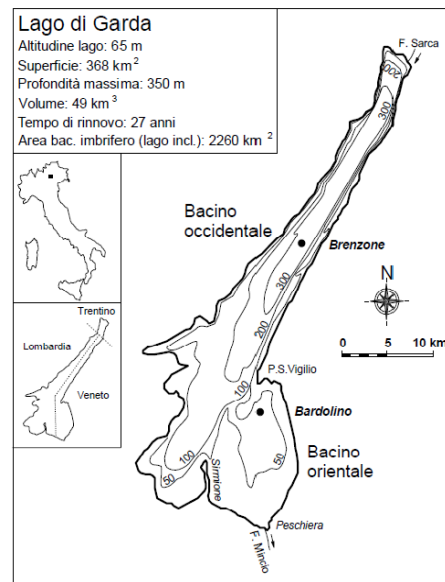 Lago di Garda
Altitudine lago: 65 m
Superficie: 368 km²
Profondità massima: 350 m
Volume: 49 km³
Tempo di rinnovo: 27 anni
Area bac. imbrifero (lago incl.): 2260 km²
F. Sarca
200
300
Bacino
occidentale
Brenzone
300
N
200
0 5 10 km
Trentino
Lombardia
Veneto
P.S.Vigilio
100
Bardolino
50
Bacino
orientale
100
50
Sirmione
Peschiera
F. Mincio